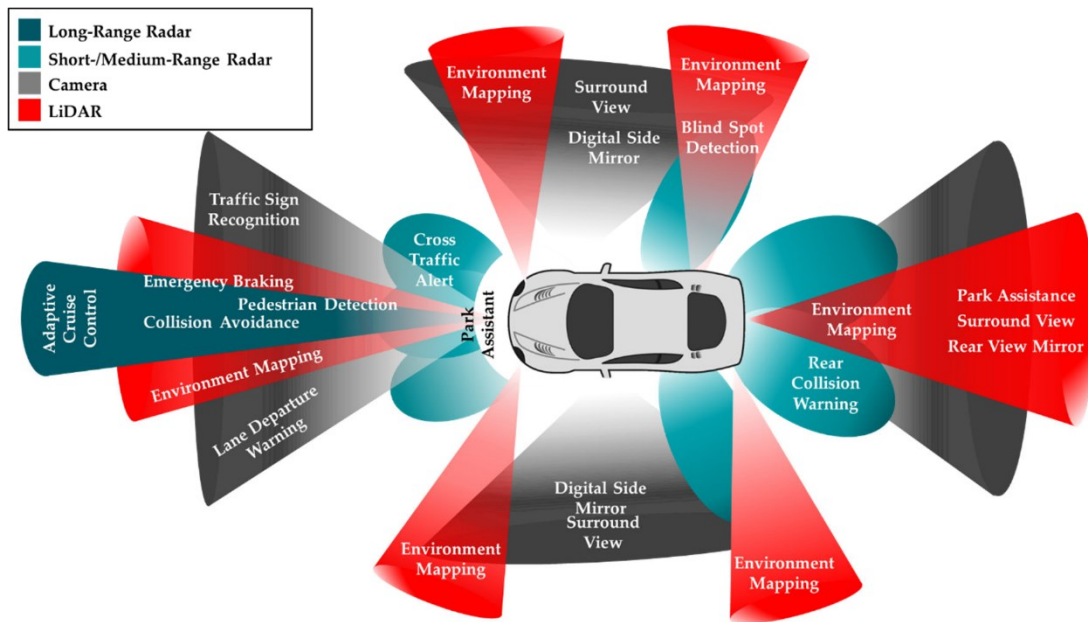 Long-Range Radar
Short-/Medium-Range Radar
Camera
LiDAR
Environment
Mapping
Surround
View
Digital Side
Mirror
Environment
Mapping
Blind Spot
Detection
Traffic Sign
Recognition
Cross
Traffic
Alert
Adaptive
Cruise
Control
Emergency Braking
Pedestrian Detection
Collision Avoidance
Environment Mapping
Lane Departure
Warning
Park
Assistant
Environment
Mapping
Park Assistance
Surround View
Rear View Mirror
Rear
Collision
Warning
Digital Side
Mirror
Surround
View
Environment
Mapping
Environment
Mapping